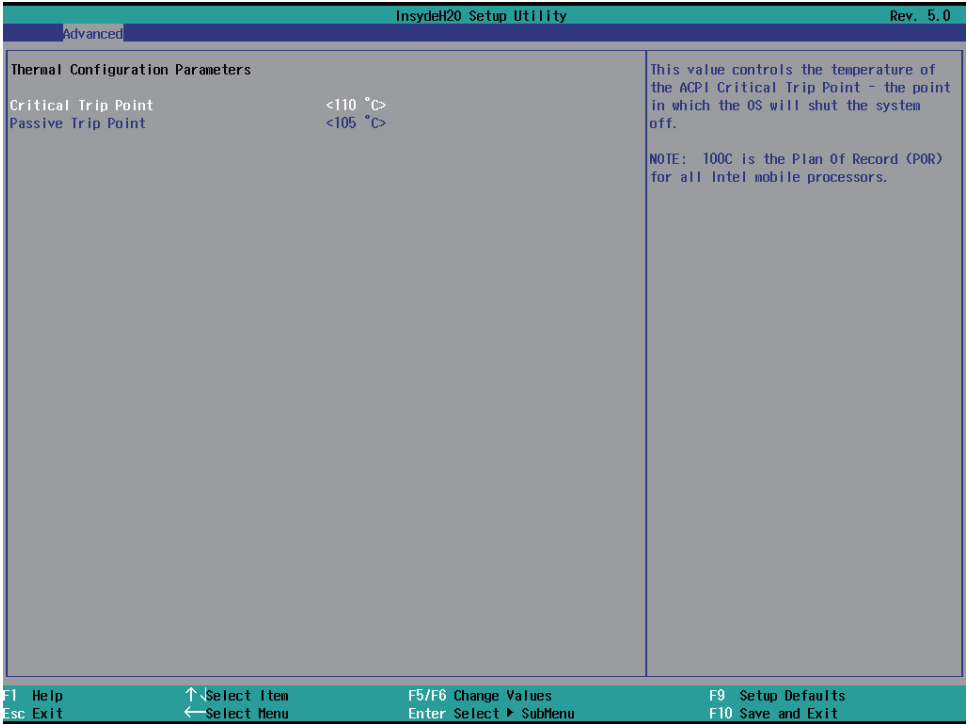 InsydeH20 Setup Utility Rev. 5.0
Advanced
Thermal Configuration Parameters
Critical Trip Point <110 °C>
Passive Trip Point <105 °C>
This value controls the temperature of
the ACPI Critical Trip Point - the point
in which the OS will shut the system
off.
NOTE: 100C is the Plan Of Record (POR)
for all Intel mobile processors.
F1 Help ↑↓Select Item F5/F6 Change Values F9 Setup Defaults
Esc Exit ←→Select Menu Enter Select ▶ SubMenu F10 Save and Exit